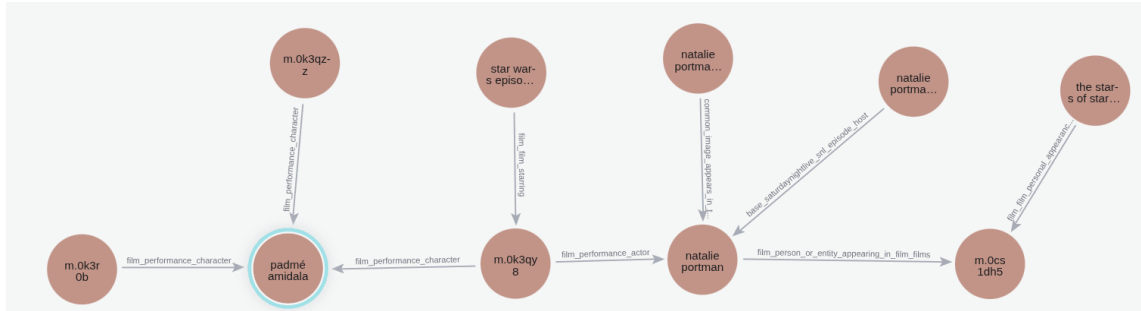 m.0k3qz-
z
star war-
s episo...
natalie
portma...
natalie
portma...
the star-
s of star...
film_performance_character
film_film_starring
common_image_appears_in_t...
base_saturdaynightlive_snl_episode_host
film_film_personal_appearanc...
m.0k3r
0b
film_performance_character
padmé
amidala
film_performance_character
m.0k3qy
8
film_performance_actor
natalie
portman
film_person_or_entity_appearing_in_film_films
m.0cs
1dh5